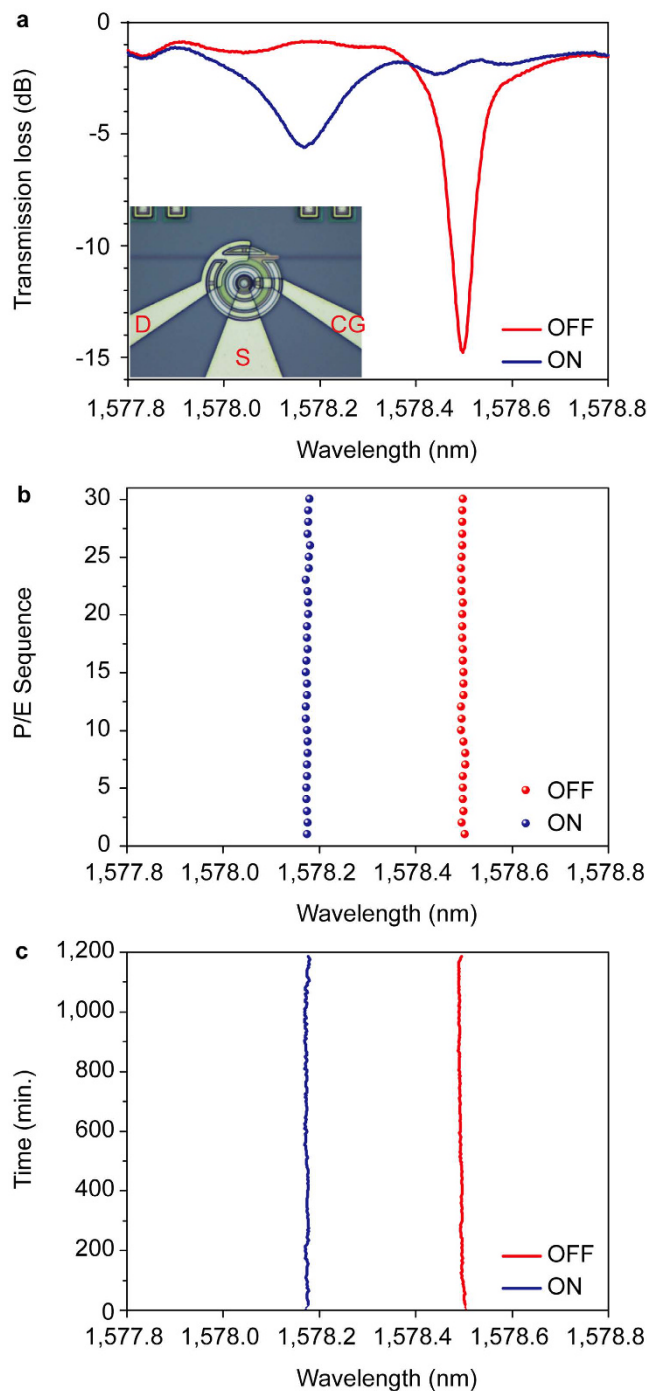 a
0
-5
-10
-15
Transmission loss (dB)
D
S
CG
OFF
ON
1,577.8 1,578.0 1,578.2 1,578.4 1,578.6 1,578.8
Wavelength (nm)
b
30
25
20
15
10
5
0
P/E Sequence
OFF
ON
1,577.8 1,578.0 1,578.2 1,578.4 1,578.6 1,578.8
Wavelength (nm)
c
1,200
1,000
800
600
400
200
0
Time (min.)
OFF
ON
1,577.8 1,578.0 1,578.2 1,578.4 1,578.6 1,578.8
Wavelength (nm)